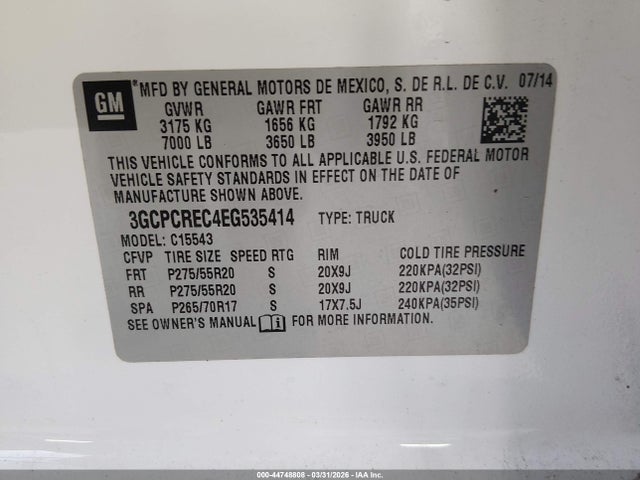 GM
*MFD BY GENERAL MOTORS DE MEXICO, S. DE R.L. DE C.V. 07/14
GVWR GAWR FRT GAWR RR
3175 KG 1656 KG 1792 KG
7000 LB 3650 LB 3950 LB
THIS VEHICLE CONFORMS TO ALL APPLICABLE U.S. FEDERAL MOTOR
VEHICLE SAFETY STANDARDS IN EFFECT ON THE DATE OF
MANUFACTURE SHOWN ABOVE.
3GCPCREC4EG535414 TYPE: TRUCK
MODEL: C15543
CFVP TIRE SIZE SPEED RTG RIM COLD TIRE PRESSURE
FRT P275/55R20 S 20X9J 220KPA(32PSI)
RR P275/55R20 S 20X9J 220KPA(32PSI)
SPA P265/70R17 S 17X7.5J 240KPA(35PSI)
SEE OWNER'S MANUAL FOR MORE INFORMATION.
000-44748808 - 03/31/2026 - IAAI.COM